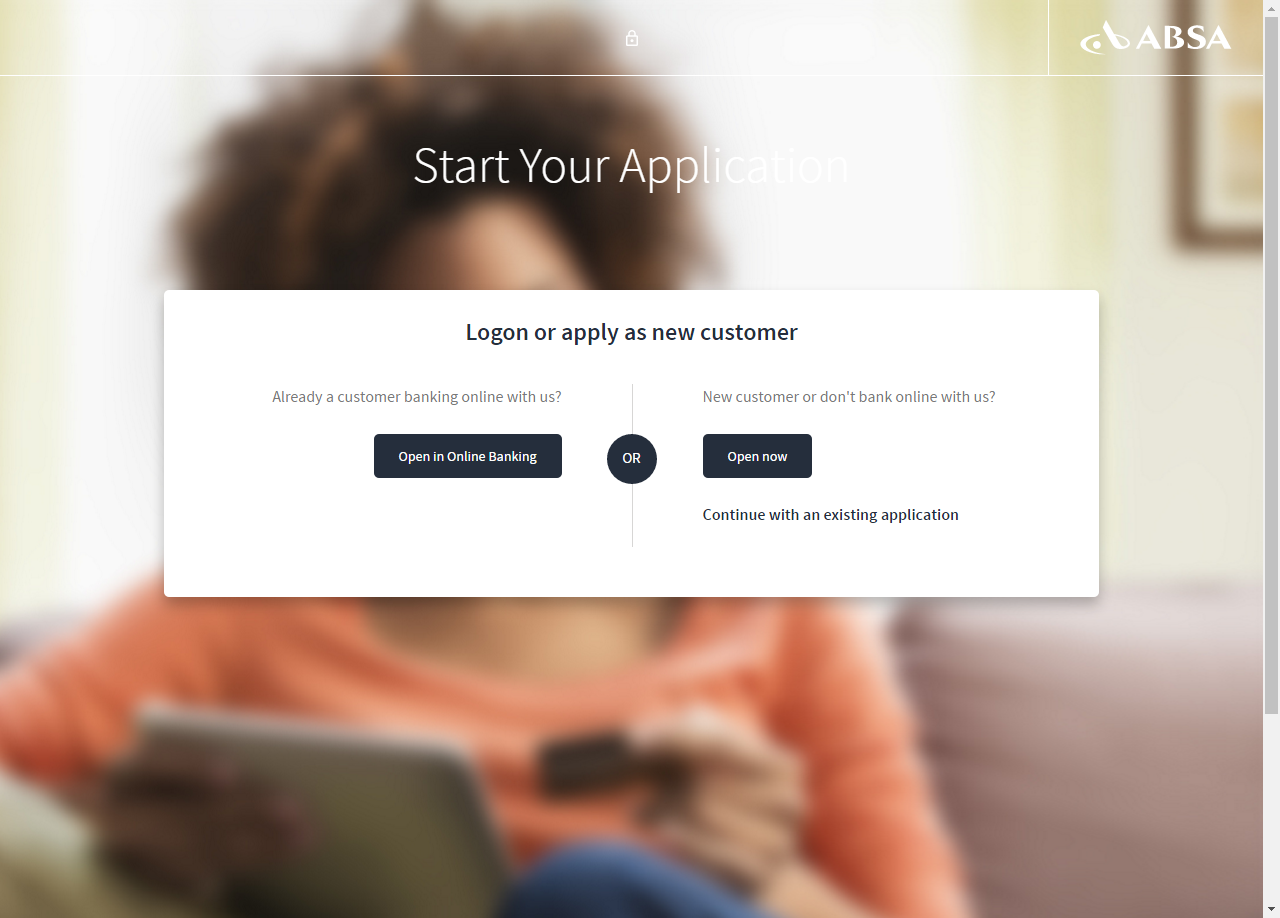 ABSA
Start Your Application
Logon or apply as new customer
Already a customer banking online with us?
Open in Online Banking
OR
New customer or don't bank online with us?
Open now
Continue with an existing application